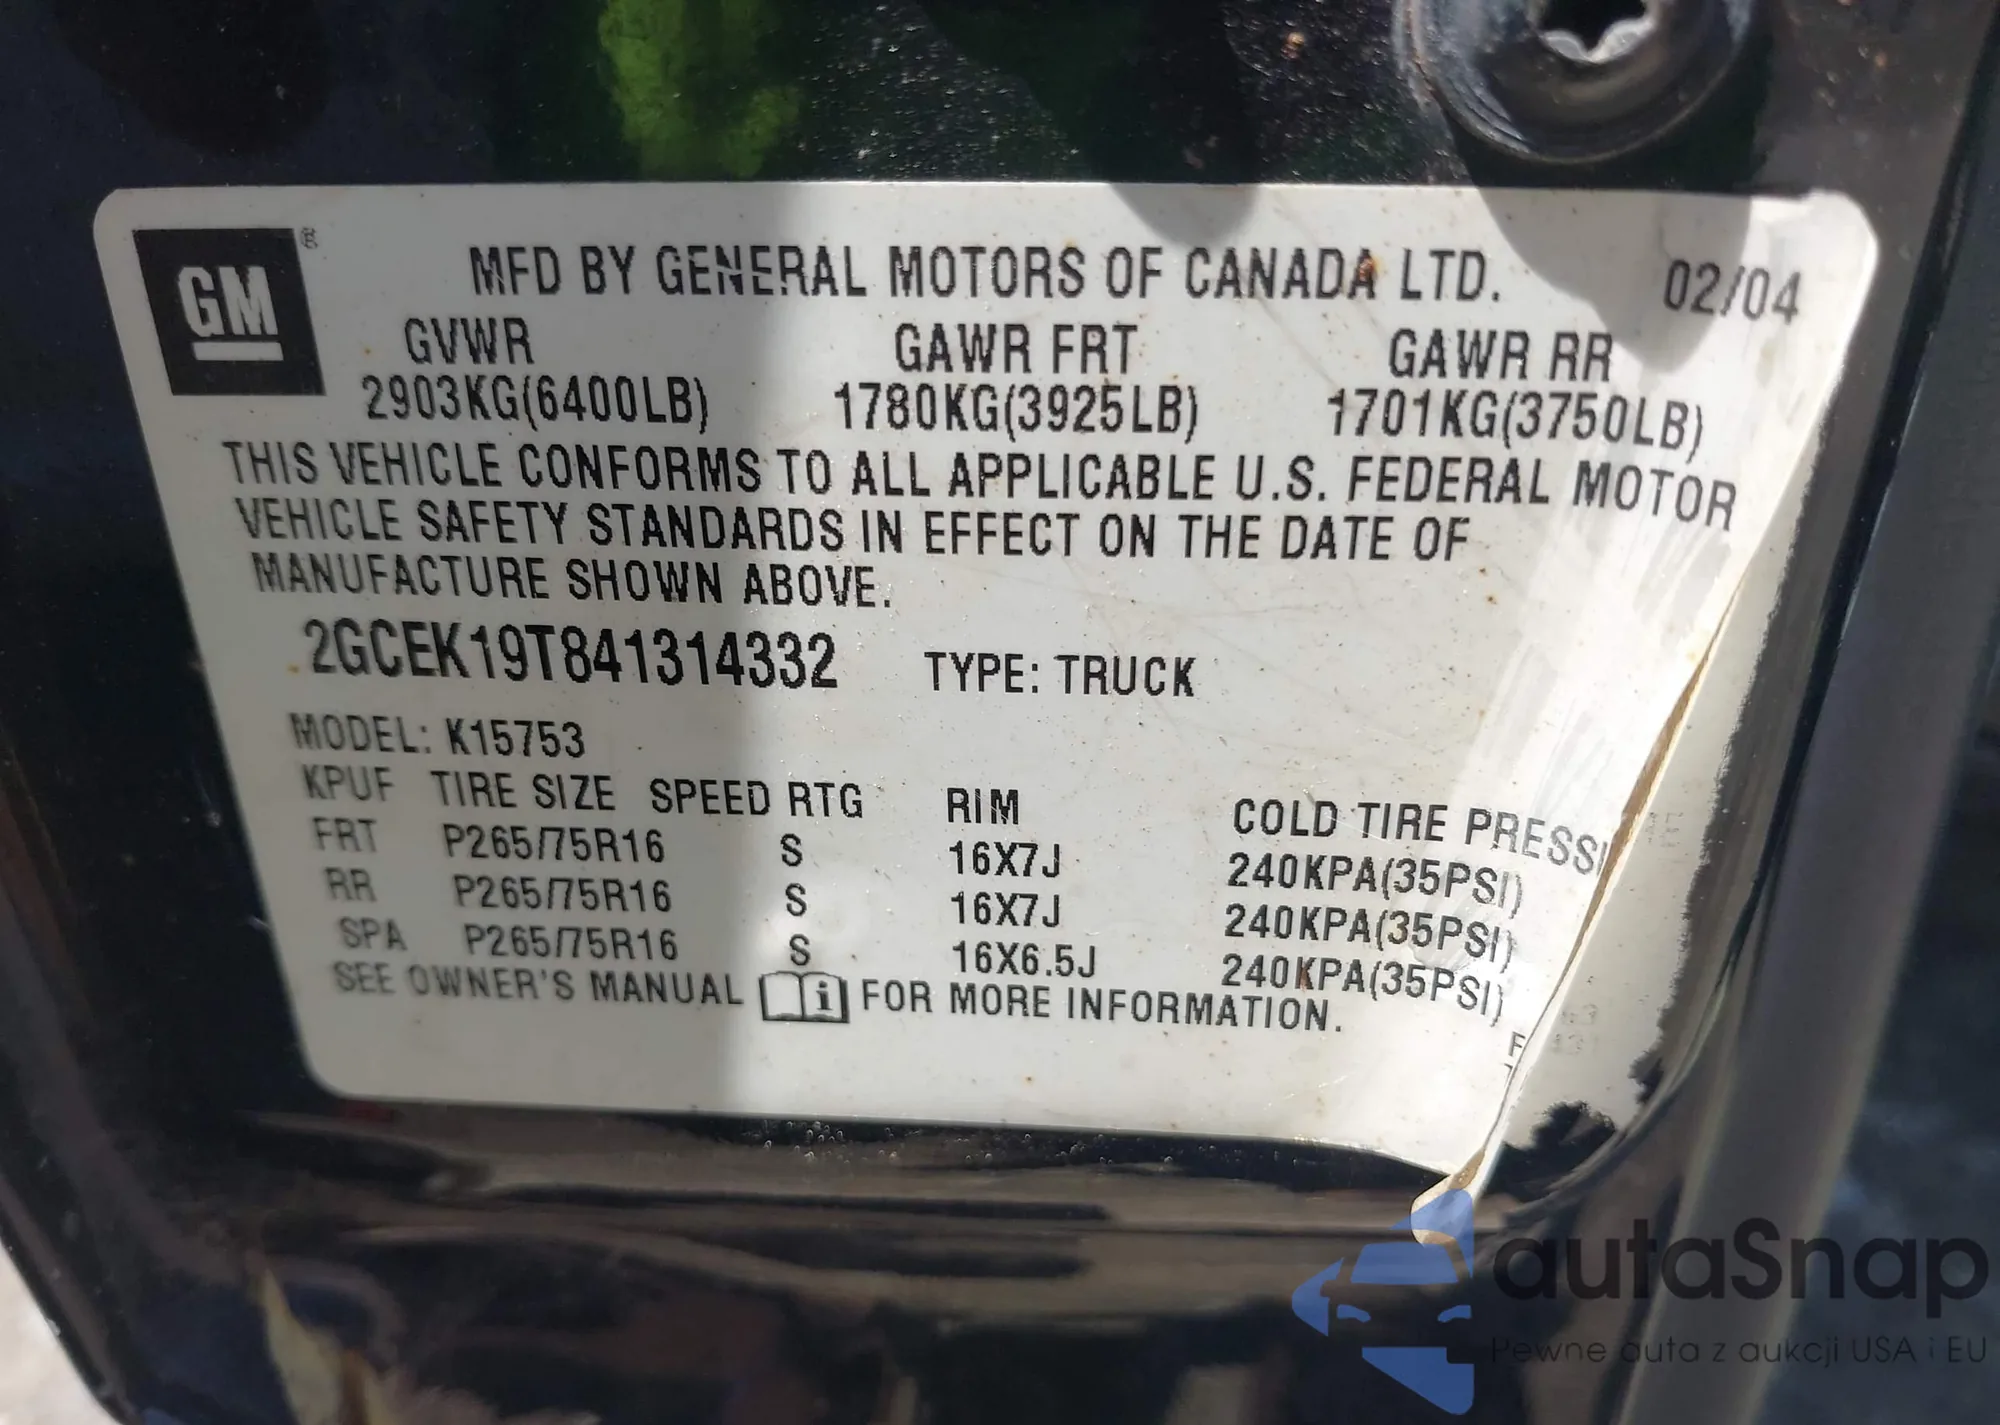 GM ®
MFD BY GENERAL MOTORS OF CANADA LTD. 02/04
GVWR GAWR FRT GAWR RR
2903KG(6400LB) 1780KG(3925LB) 1701KG(3750LB)
THIS VEHICLE CONFORMS TO ALL APPLICABLE U.S. FEDERAL MOTOR
VEHICLE SAFETY STANDARDS IN EFFECT ON THE DATE OF
MANUFACTURE SHOWN ABOVE.
2GCEK19T841314332 TYPE: TRUCK
MODEL: K15753
KPUF TIRE SIZE SPEED RTG RIM COLD TIRE PRESS
FRT P265/75R16 S 16X7J 240KPA(35PSI)
RR P265/75R16 S 16X7J 240KPA(35PSI)
SPA P265/75R16 S 16X6.5J 240KPA(35PSI)
SEE OWNER'S MANUAL i FOR MORE INFORMATION.
autaSnap
Pewne auta z aukcji USA i EU